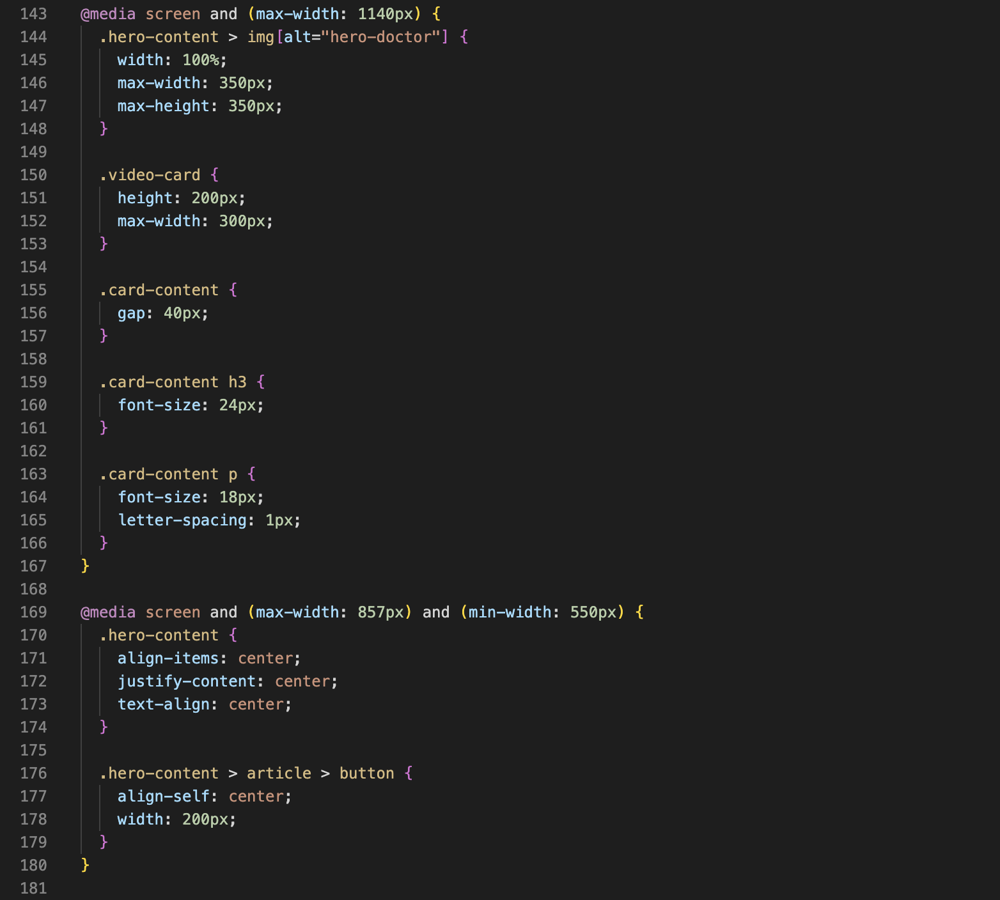 143 @media screen and (max-width: 1140px) {
144 .hero-content > img[alt="hero-doctor"] {
145 width: 100%;
146 max-width: 350px;
147 max-height: 350px;
148 }
149
150 .video-card {
151 height: 200px;
152 max-width: 300px;
153 }
154
155 .card-content {
156 gap: 40px;
157 }
158
159 .card-content h3 {
160 font-size: 24px;
161 }
162
163 .card-content p {
164 font-size: 18px;
165 letter-spacing: 1px;
166 }
167 }
168
169 @media screen and (max-width: 857px) and (min-width: 550px) {
170 .hero-content {
171 align-items: center;
172 justify-content: center;
173 text-align: center;
174 }
175
176 .hero-content > article > button {
177 align-self: center;
178 width: 200px;
179 }
180 }
181